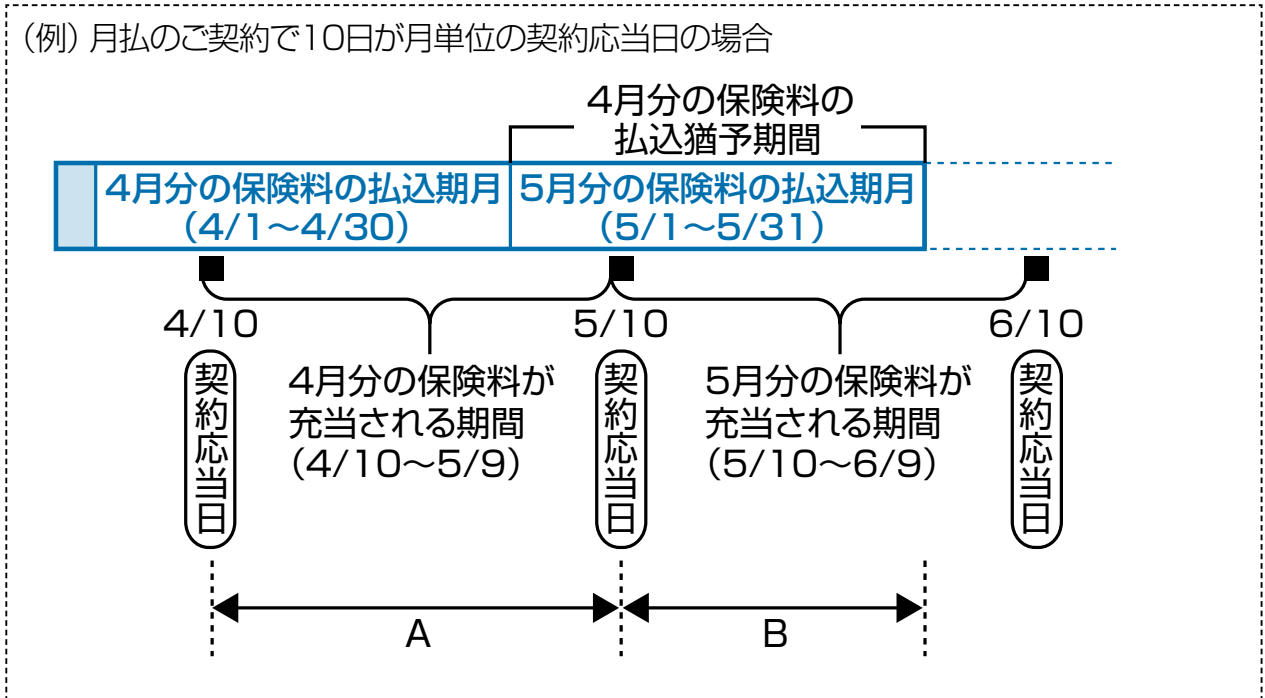 (例) 月払のご契約で10日が月単位の契約応当日の場合
4月分の保険料の
払込猶予期間
4月分の保険料の払込期月
(4/1～4/30)
5月分の保険料の払込期月
(5/1～5/31)
4/10
5/10
6/10
契約応当日
4月分の保険料が
充当される期間
(4/10～5/9)
契約応当日
5月分の保険料が
充当される期間
(5/10～6/9)
契約応当日
A
B